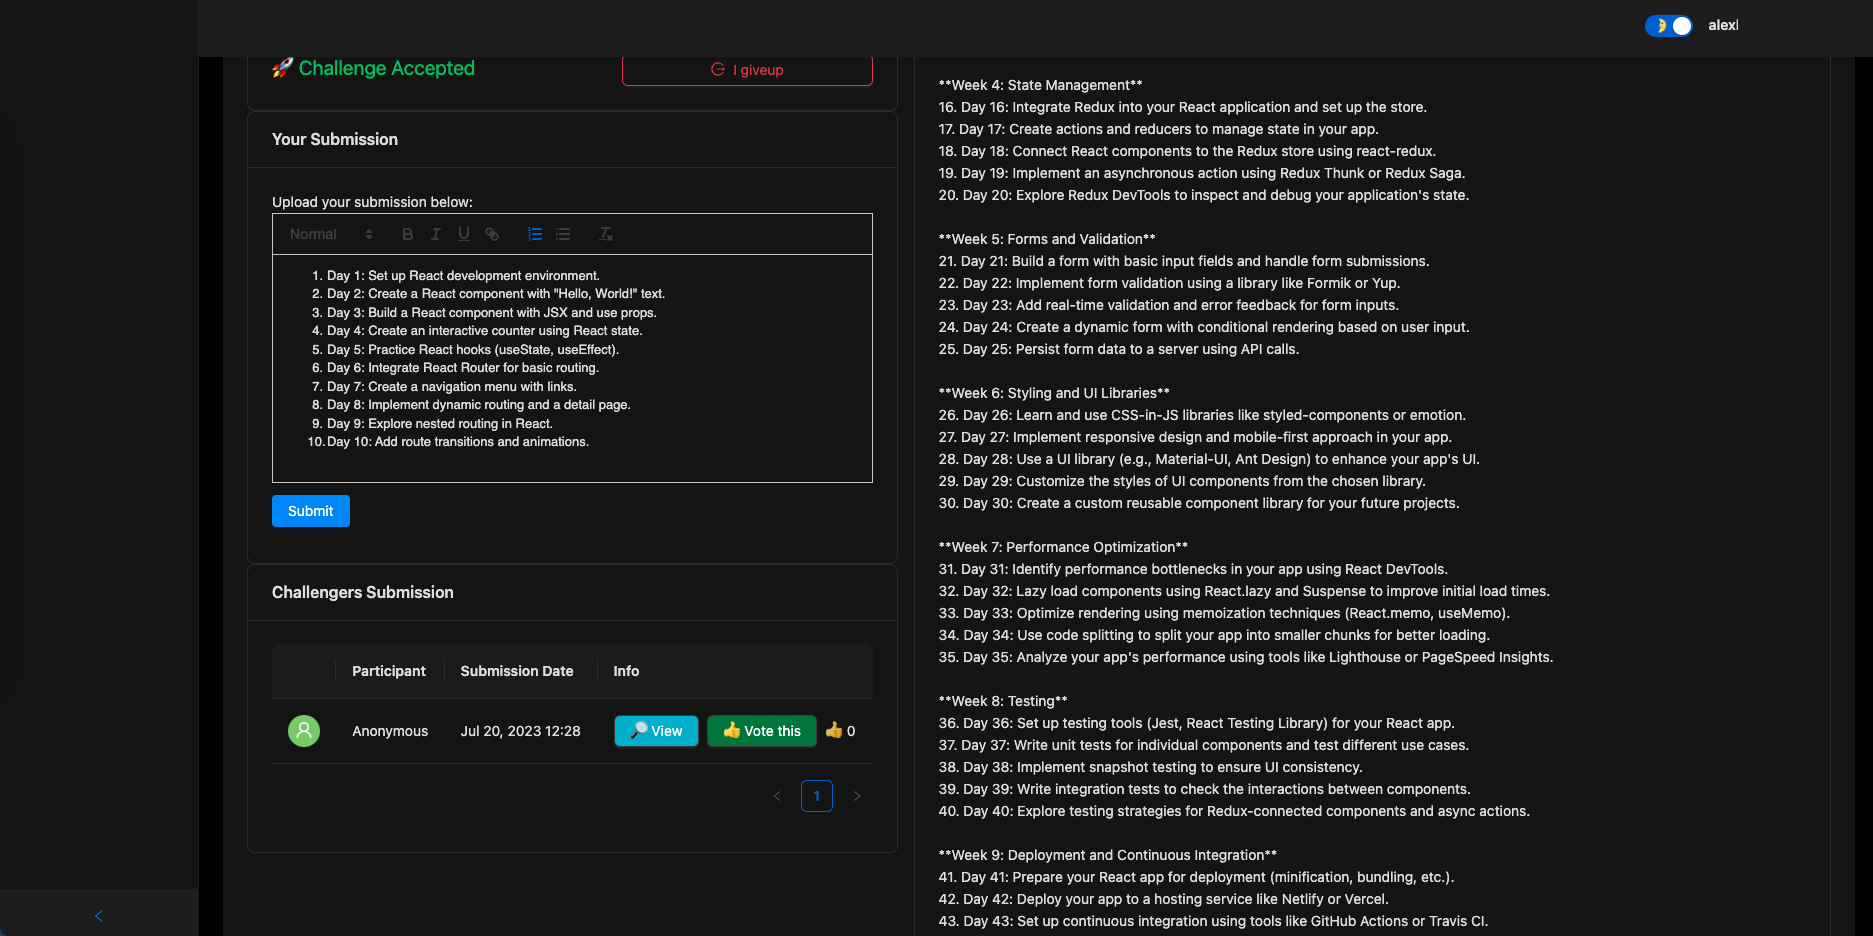 alexl
🚀 Challenge Accepted
I giveup
Your Submission
Upload your submission below:
Normal
1. Day 1: Set up React development environment.
2. Day 2: Create a React component with "Hello, World!" text.
3. Day 3: Build a React component with JSX and use props.
4. Day 4: Create an interactive counter using React state.
5. Day 5: Practice React hooks (useState, useEffect).
6. Day 6: Integrate React Router for basic routing.
7. Day 7: Create a navigation menu with links.
8. Day 8: Implement dynamic routing and a detail page.
9. Day 9: Explore nested routing in React.
10. Day 10: Add route transitions and animations.
Submit
Challengers Submission
Participant Submission Date Info
Anonymous Jul 20, 2023 12:28 🔎 View 👍 Vote this 👍 0
1
**Week 4: State Management**
16. Day 16: Integrate Redux into your React application and set up the store.
17. Day 17: Create actions and reducers to manage state in your app.
18. Day 18: Connect React components to the Redux store using react-redux.
19. Day 19: Implement an asynchronous action using Redux Thunk or Redux Saga.
20. Day 20: Explore Redux DevTools to inspect and debug your application's state.
**Week 5: Forms and Validation**
21. Day 21: Build a form with basic input fields and handle form submissions.
22. Day 22: Implement form validation using a library like Formik or Yup.
23. Day 23: Add real-time validation and error feedback for form inputs.
24. Day 24: Create a dynamic form with conditional rendering based on user input.
25. Day 25: Persist form data to a server using API calls.
**Week 6: Styling and UI Libraries**
26. Day 26: Learn and use CSS-in-JS libraries like styled-components or emotion.
27. Day 27: Implement responsive design and mobile-first approach in your app.
28. Day 28: Use a UI library (e.g., Material-UI, Ant Design) to enhance your app's UI.
29. Day 29: Customize the styles of UI components from the chosen library.
30. Day 30: Create a custom reusable component library for your future projects.
**Week 7: Performance Optimization**
31. Day 31: Identify performance bottlenecks in your app using React DevTools.
32. Day 32: Lazy load components using React.lazy and Suspense to improve initial load times.
33. Day 33: Optimize rendering using memoization techniques (React.memo, useMemo).
34. Day 34: Use code splitting to split your app into smaller chunks for better loading.
35. Day 35: Analyze your app's performance using tools like Lighthouse or PageSpeed Insights.
**Week 8: Testing**
36. Day 36: Set up testing tools (Jest, React Testing Library) for your React app.
37. Day 37: Write unit tests for individual components and test different use cases.
38. Day 38: Implement snapshot testing to ensure UI consistency.
39. Day 39: Write integration tests to check the interactions between components.
40. Day 40: Explore testing strategies for Redux-connected components and async actions.
**Week 9: Deployment and Continuous Integration**
41. Day 41: Prepare your React app for deployment (minification, bundling, etc.).
42. Day 42: Deploy your app to a hosting service like Netlify or Vercel.
43. Day 43: Set up continuous integration using tools like GitHub Actions or Travis CI.